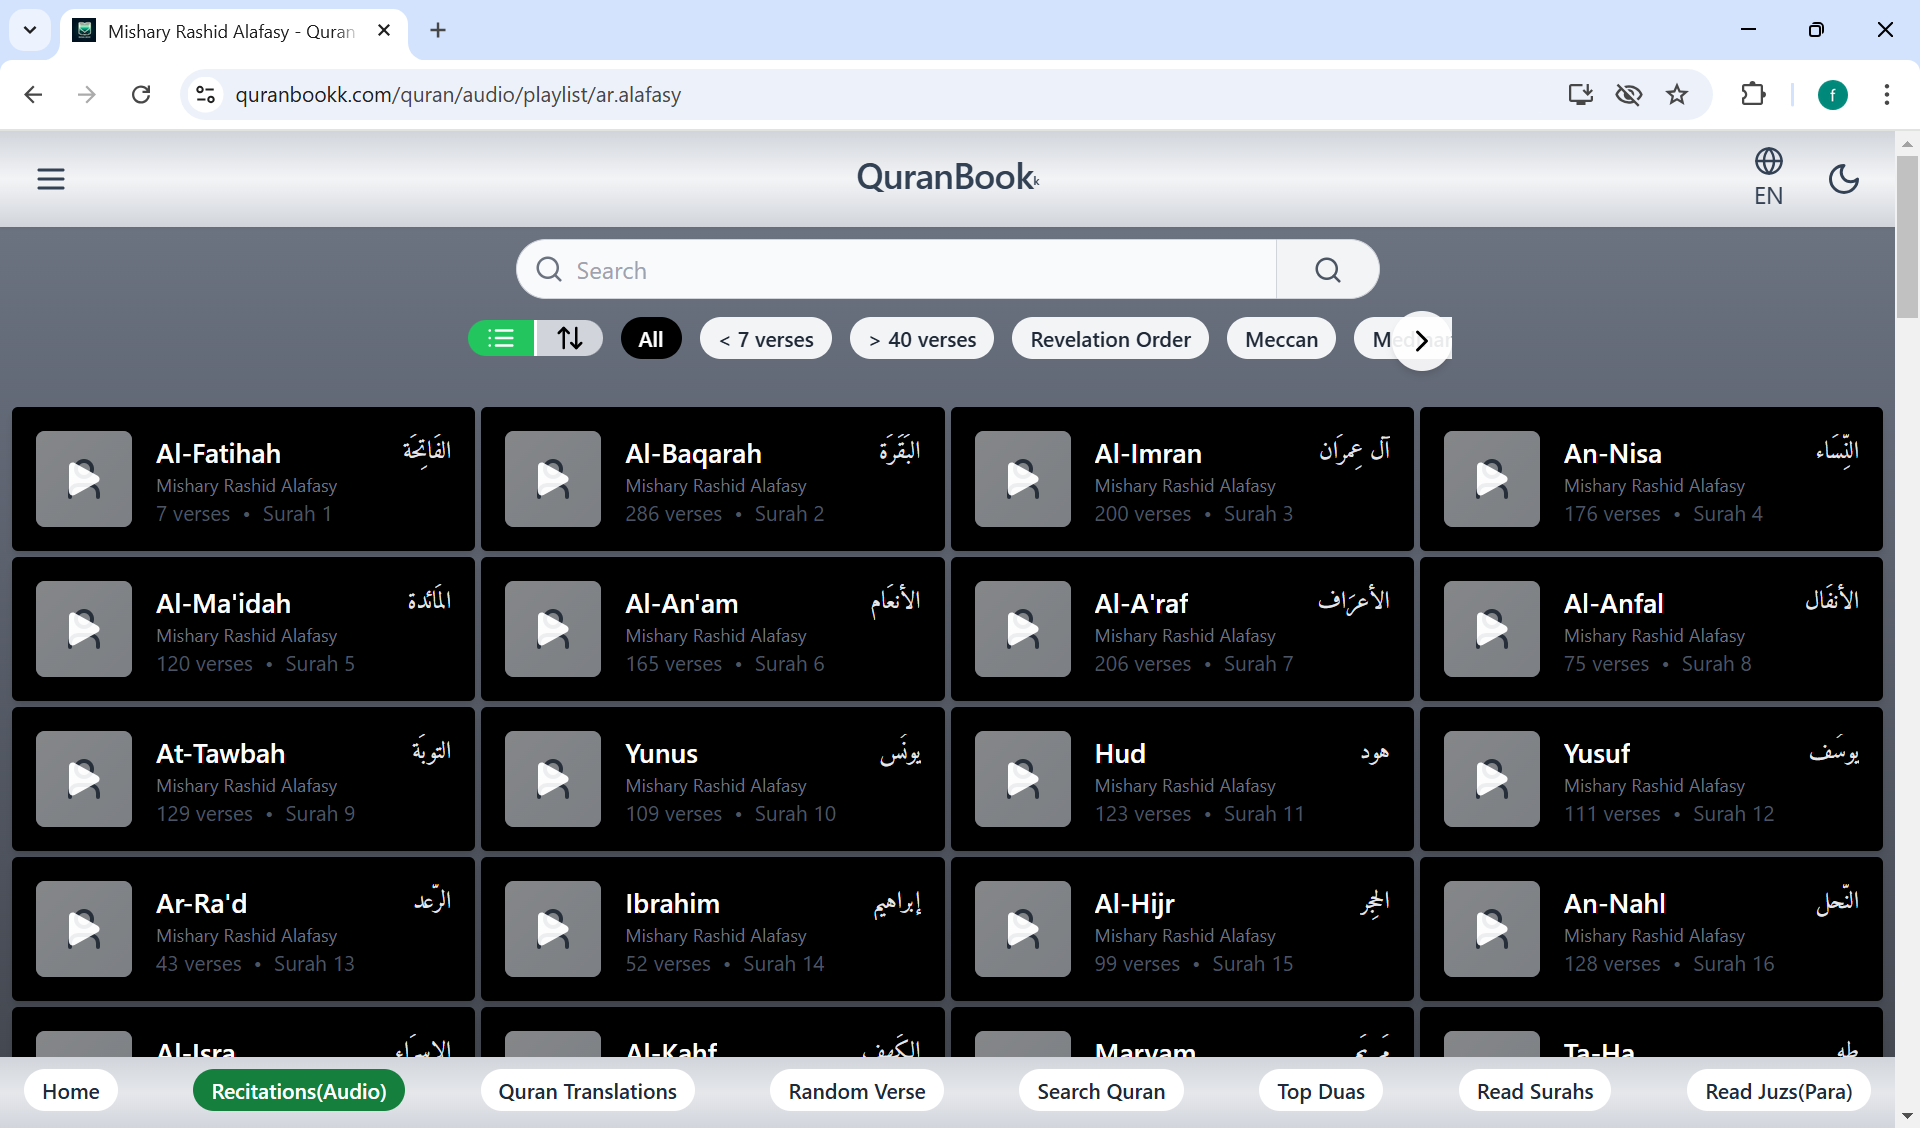 Mishary Rashid Alafasy - Quran
quranbookk.com/quran/audio/playlist/ar.alafasy
f
QuranBookk
EN
Search
All
< 7 verses
> 40 verses
Revelation Order
Meccan
Al-Fatihah الفَاتِحَة
Mishary Rashid Alafasy
7 verses • Surah 1
Al-Baqarah البَقَرَة
Mishary Rashid Alafasy
286 verses • Surah 2
Al-Imran آل عِمرَان
Mishary Rashid Alafasy
200 verses • Surah 3
An-Nisa النِّسَاء
Mishary Rashid Alafasy
176 verses • Surah 4
Al-Ma'idah المَائدة
Mishary Rashid Alafasy
120 verses • Surah 5
Al-An'am الأنعَام
Mishary Rashid Alafasy
165 verses • Surah 6
Al-A'raf الأعرَاف
Mishary Rashid Alafasy
206 verses • Surah 7
Al-Anfal الأنفَال
Mishary Rashid Alafasy
75 verses • Surah 8
At-Tawbah التوبَة
Mishary Rashid Alafasy
129 verses • Surah 9
Yunus يونَس
Mishary Rashid Alafasy
109 verses • Surah 10
Hud هود
Mishary Rashid Alafasy
123 verses • Surah 11
Yusuf يوسَف
Mishary Rashid Alafasy
111 verses • Surah 12
Ar-Ra'd الرَّعد
Mishary Rashid Alafasy
43 verses • Surah 13
Ibrahim إبراهيم
Mishary Rashid Alafasy
52 verses • Surah 14
Al-Hijr الحِجر
Mishary Rashid Alafasy
99 verses • Surah 15
An-Nahl النَّحل
Mishary Rashid Alafasy
128 verses • Surah 16
Al-Isra الإسرَاء
Al-Kahf الكَهف
Maryam مَريَم
Ta-Ha طه
Home
Recitations(Audio)
Quran Translations
Random Verse
Search Quran
Top Duas
Read Surahs
Read Juzs(Para)